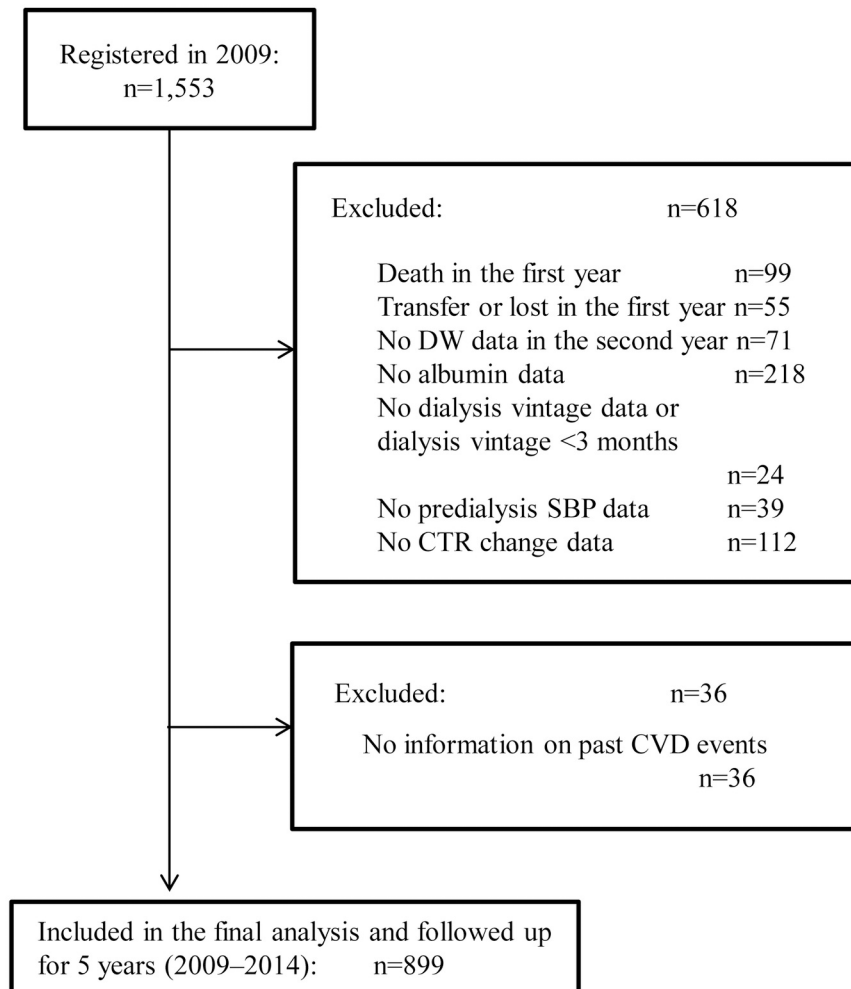 Registered in 2009:
n=1,553
Excluded: n=618
Death in the first year n=99
Transfer or lost in the first year n=55
No DW data in the second year n=71
No albumin data n=218
No dialysis vintage data or
dialysis vintage <3 months
n=24
No predialysis SBP data n=39
No CTR change data n=112
Excluded: n=36
No information on past CVD events
n=36
Included in the final analysis and followed up
for 5 years (2009–2014): n=899